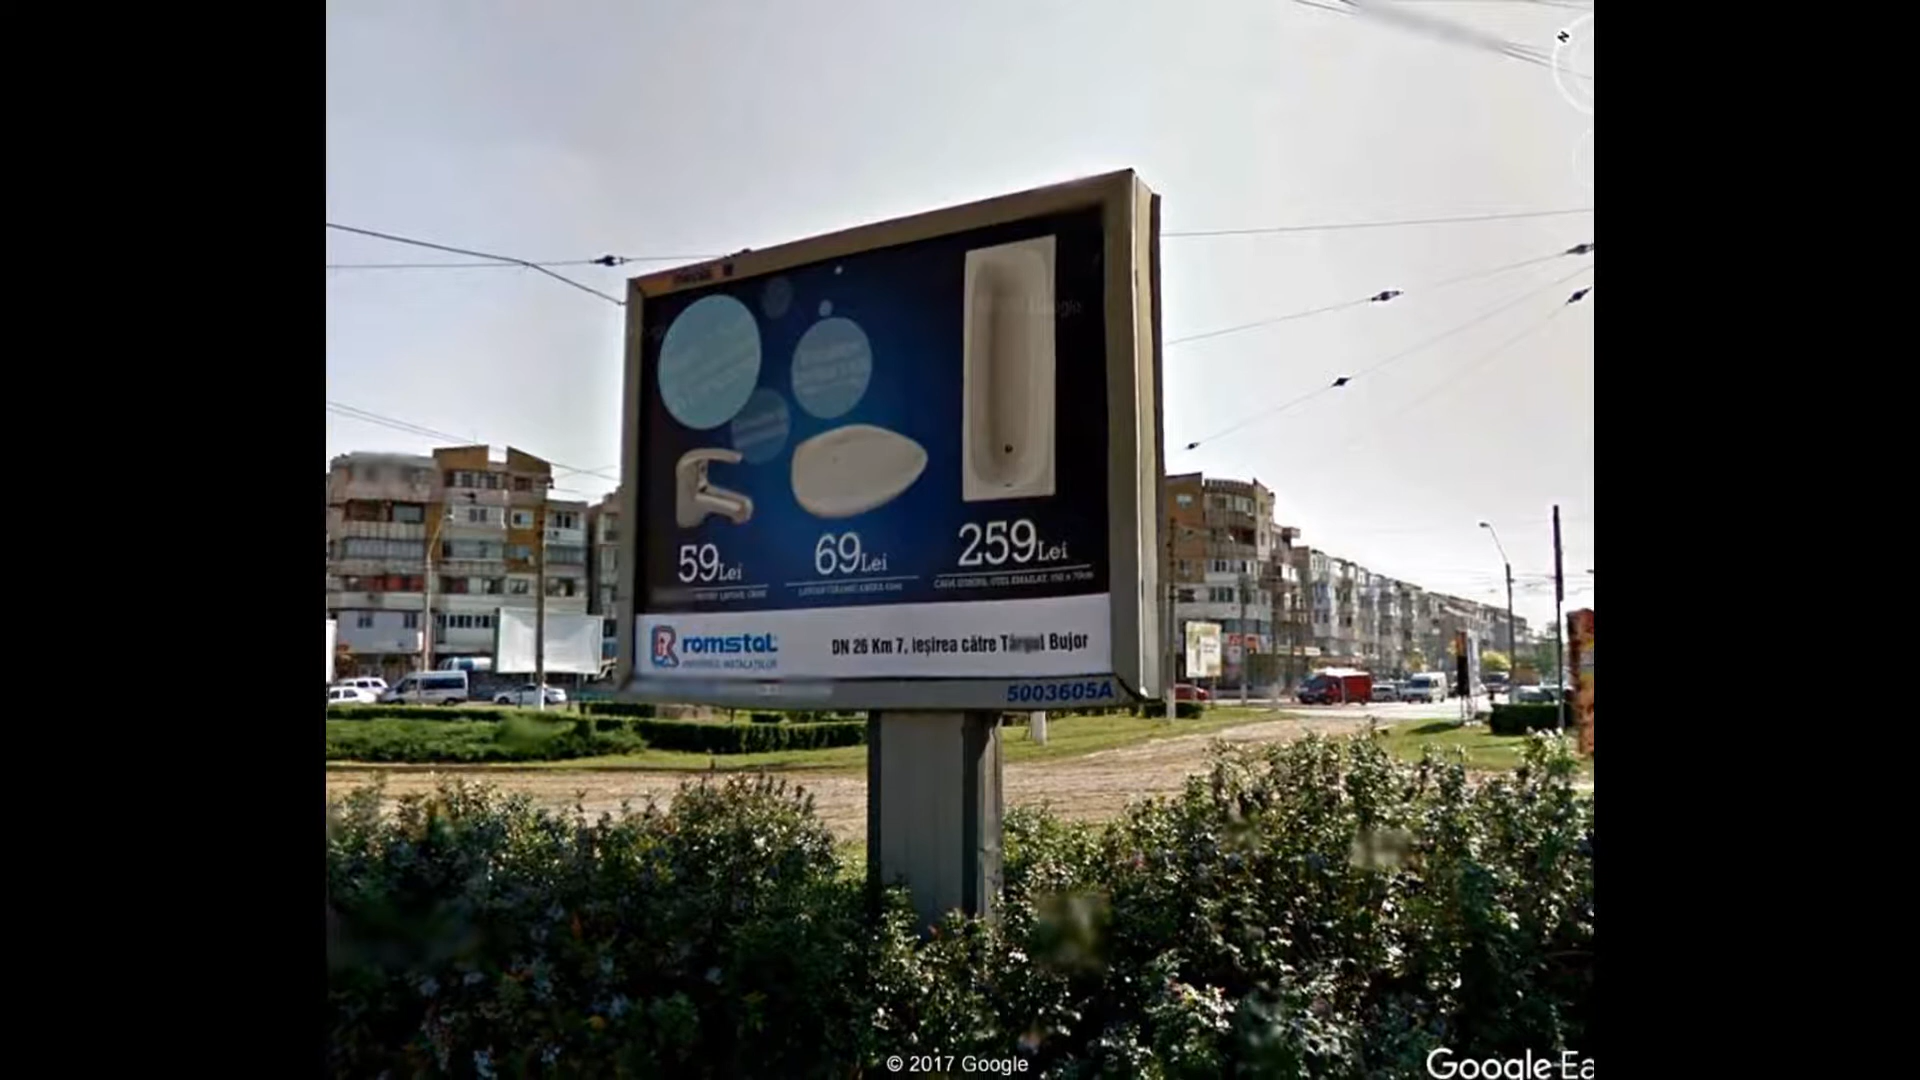 59Lei
69Lei
259Lei
romstal
DN 26 Km 7, Ieșirea către Târgul Bujor
5003605A
© 2017 Google
Google Ea
N